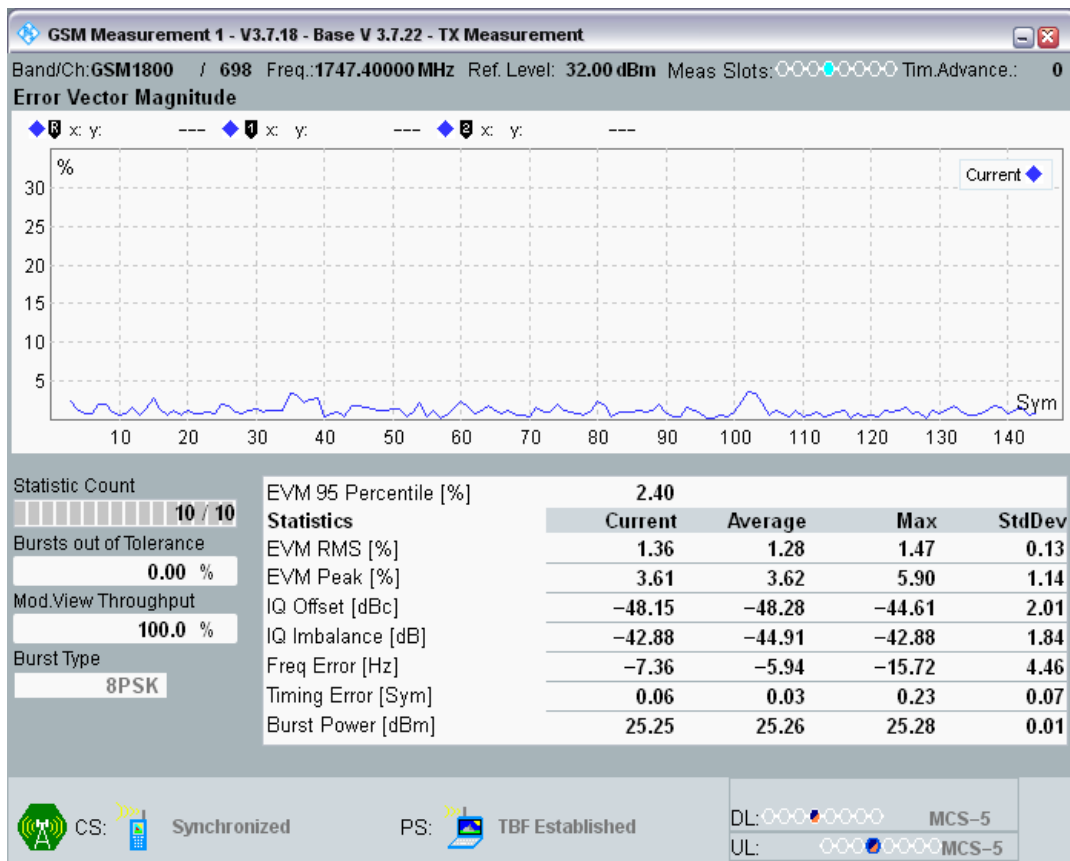 GSM Measurement 1 - V3.7.18 - Base V 3.7.22 - TX Measurement
Band/Ch:GSM1800 / 698 Freq.:1747.40000 MHz Ref. Level: 32.00 dBm Meas Slots: Tim.Advance.: 0
Error Vector Magnitude
R x: y: --- 1 x: y: --- 2 x: y: ---
%
Current
30
25
20
15
10
5
Sym
10 20 30 40 50 60 70 80 90 100 110 120 130 140
Statistic Count
10 / 10
Bursts out of Tolerance
0.00 %
Mod.View Throughput
100.0 %
Burst Type
8PSK
EVM 95 Percentile [%] 2.40
Statistics Current Average Max StdDev
EVM RMS [%] 1.36 1.28 1.47 0.13
EVM Peak [%] 3.61 3.62 5.90 1.14
IQ Offset [dBc] −48.15 −48.28 −44.61 2.01
IQ Imbalance [dB] −42.88 −44.91 −42.88 1.84
Freq Error [Hz] −7.36 −5.94 −15.72 4.46
Timing Error [Sym] 0.06 0.03 0.23 0.07
Burst Power [dBm] 25.25 25.26 25.28 0.01
CS: Synchronized PS: TBF Established
DL: MCS−5
UL: MCS−5